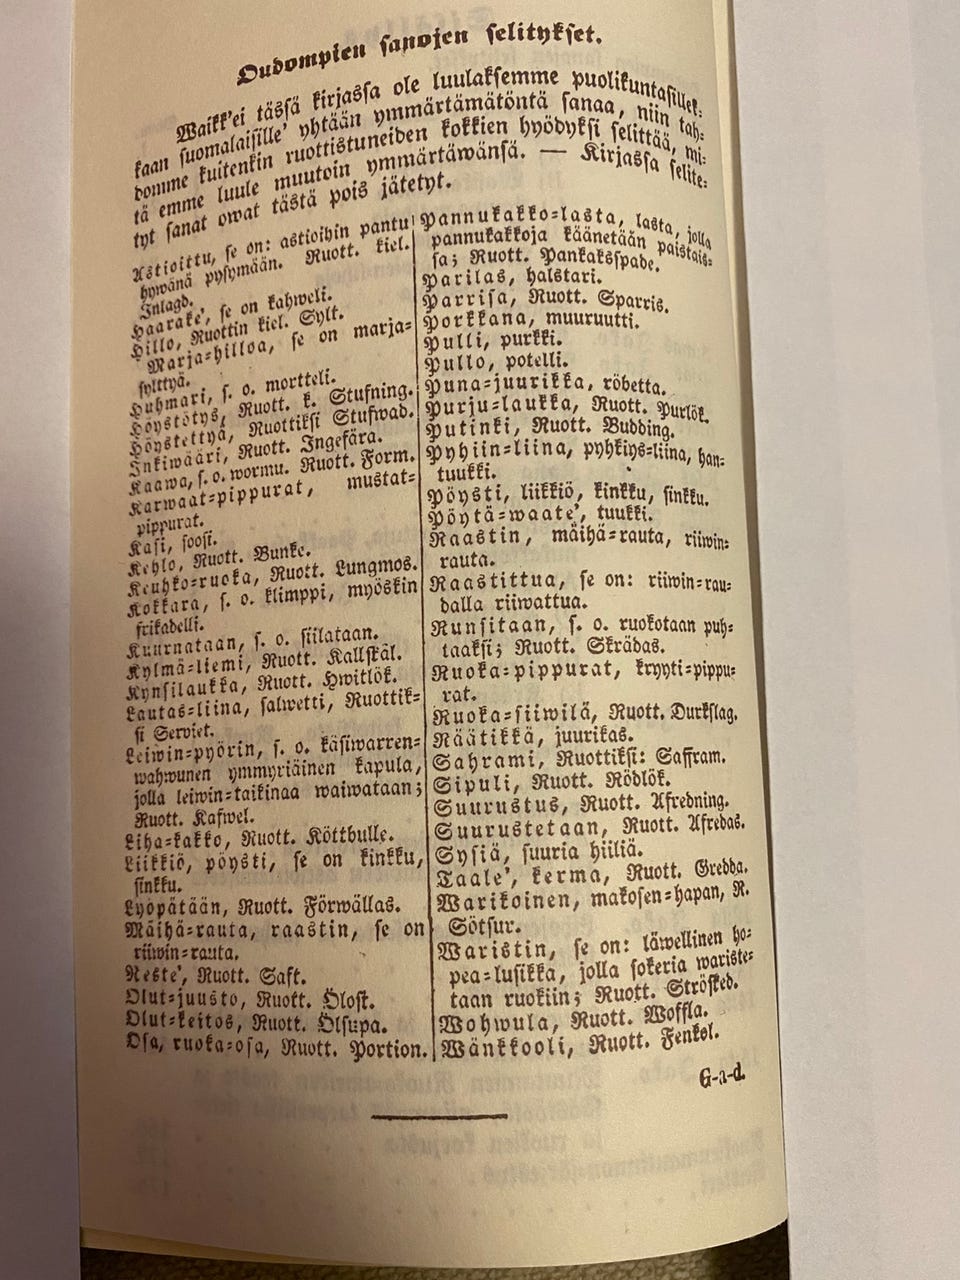 Oudompien sanojen selitykset.
Waikk'ei tässä kirjassa ole luulaksemme puolikuntasillek-
kaan suomalaisille' yhtään ymmärtämätöntä sanaa, niin tah-
domme kuitenkin ruottistuneiden kokkien hyödyksi selittää, mi-
tä emme luule muutoin ymmärtäwänsä. — Kirjassa selite-
tyt sanat owat tästä pois jätetyt.
Astioittu, se on: astioihin pantu
hywänä pysymään. Ruott. kiel.
Inlagd.
Haarake', se on kahweli.
Hillo, Ruottin kiel. Sylt.
Marja-hilloa, se on marja-
sylttyä.
Huhmari, s. o. mortteli.
Höystötys, Ruott. k. Stufning.
Höystettyä, Ruottiksi Stufwad.
Inkiwääri, Ruott. Ingefära.
Kaawa, s. o. wormu. Ruott. Form.
Karwaat-pippurat, mustat-
pippurat.
Kasi, soosi.
Kehlo, Ruott. Bunke.
Keuhko-ruoka, Ruott. Lungmos.
Kokkara, s. o. klimppi, myöskin
frikadelli.
Kuurnataan, s. o. siilataan.
Kylmä-liemi, Ruott. Kallskål.
Kynsilaukka, Ruott. Hwitlök.
Lautas-liina, salwetti, Ruottik-
si Serviet.
Leiwin-pyörin, s. o. käsiwarren-
wahwunen ymmyriäinen kapula,
jolla leiwin-taikinaa waiwataan;
Ruott. Kafwel.
Liha-kakko, Ruott. Köttbulle.
Liikkiö, pöysti, se on kinkku,
sinkku.
Lyöpätään, Ruott. Förwällas.
Mäihä-rauta, raastin, se on
riiwin-rauta.
Neste', Ruott. Saft.
Olut-juusto, Ruott. Ölost.
Olut-keitos, Ruott. Ölsupa.
Osa, ruoka-osa, Ruott. Portion.
Pannukakko-lasta, lasta, jolla
pannukakkoja käänetään paistais-
sa; Ruott. Pankaksspade.
Parilas, halstari.
Parrisa, Ruott. Sparris.
Porkkana, muuruutti.
Pulli, purkki.
Pullo, potelli.
Puna-juurikka, röbetta.
Purju-laukka, Ruott. Purlök.
Putinki, Ruott. Budding.
Pyhiin-liina, pyhkiys-liina, han-
tuukki.
Pöysti, liikkiö, kinkku, sinkku.
Pöytä-waate', tuukki.
Raastin, mäihä-rauta, riiwin-
rauta.
Raastittua, se on: riiwin-rau-
dalla riiwattua.
Runsitaan, s. o. ruokotaan puh-
taaksi; Ruott. Skrädas.
Ruoka-pippurat, kryyti-pippu-
rat.
Ruoka-siiwilä, Ruott. Durkslag.
Räätikkä, juurikas.
Sahrami, Ruottiksi: Saffram.
Sipuli, Ruott. Rödlök.
Suurustus, Ruott. Afredning.
Suurustetaan, Ruott. Afredas.
Sysiä, suuria hiiliä.
Taale', kerma, Ruott. Gredda.
Warikoinen, makosen-hapan, R.
Sötsur.
Waristin, se on: läwellinen ho-
pea-lusikka, jolla sokeria wariste-
taan ruokiin; Ruott. Ströfked.
Wohwula, Ruott. Woffla.
Wänkkooli, Ruott. Fenkol.
G-a-d.